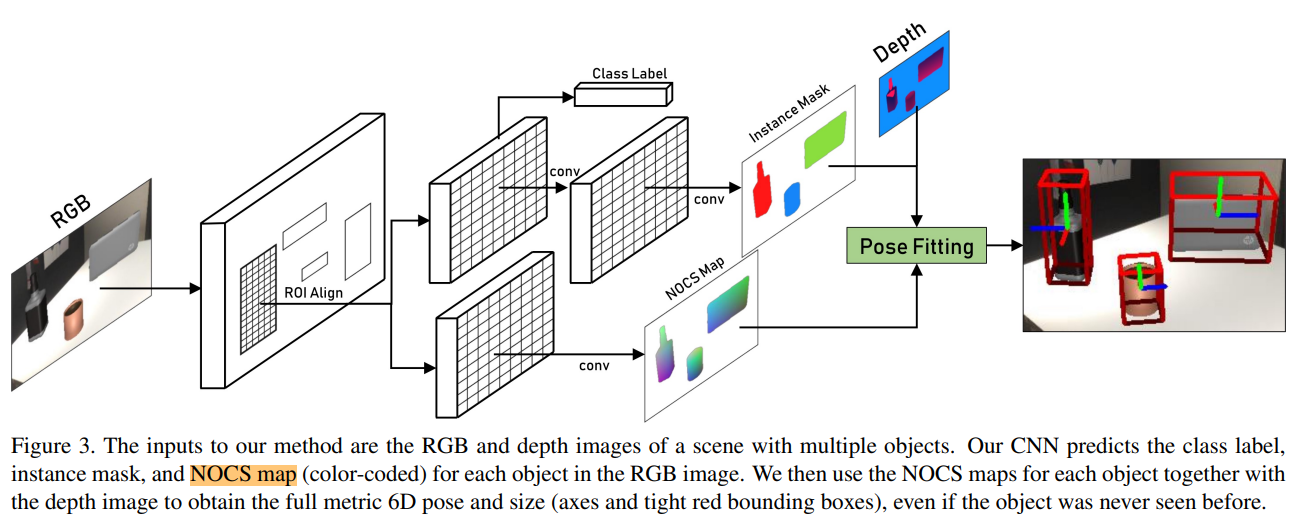 Depth
Class Label
Instance Mask
conv
conv
RGB
Pose Fitting
NOCS Map
ROI Align
conv
Figure 3. The inputs to our method are the RGB and depth images of a scene with multiple objects. Our CNN predicts the class label,
instance mask, and NOCS map (color-coded) for each object in the RGB image. We then use the NOCS maps for each object together with
the depth image to obtain the full metric 6D pose and size (axes and tight red bounding boxes), even if the object was never seen before.